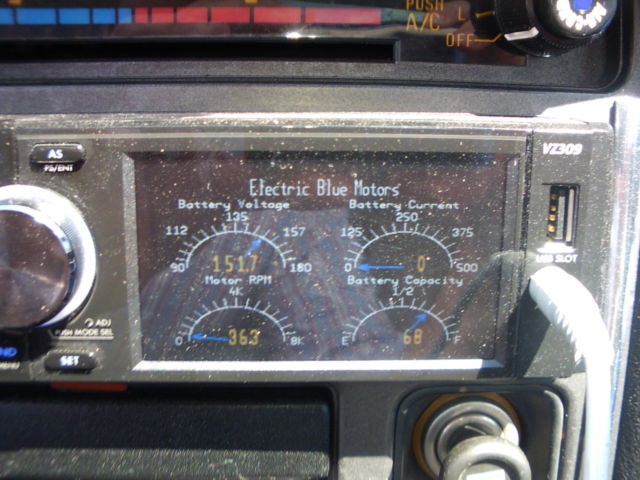 PUSH
A/C L
OFF
AS
PS/ENT
VZ309
Electric Blue Motors
Battery Voltage Battery Current
135 250
112 157 125 375
90 151.7 180 0 0 500
Motor RPM Battery Capacity
4K 1/2
0 363 8K E 68 F
USB SLOT
ADJ
PUSH MODE SEL
SET